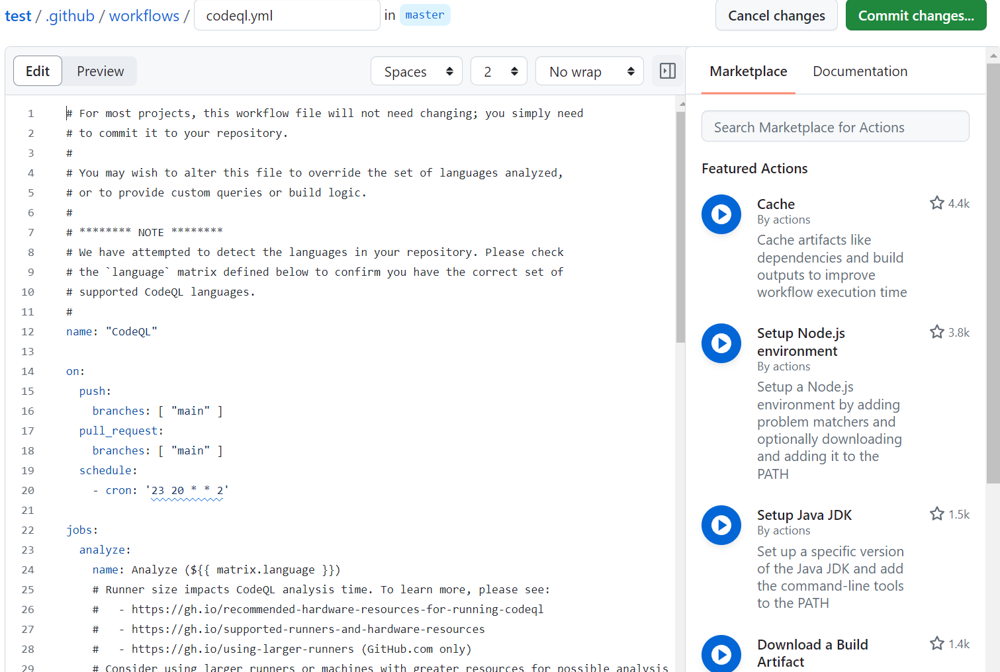 test / .github / workflows / codeql.yml in master
Cancel changes
Commit changes...
Edit
Preview
Spaces
2
No wrap
1 # For most projects, this workflow file will not need changing; you simply need
2 # to commit it to your repository.
3 #
4 # You may wish to alter this file to override the set of languages analyzed,
5 # or to provide custom queries or build logic.
6 #
7 # ******** NOTE ********
8 # We have attempted to detect the languages in your repository. Please check
9 # the `language` matrix defined below to confirm you have the correct set of
10 # supported CodeQL languages.
11 #
12 name: "CodeQL"
13
14 on:
15   push:
16     branches: [ "main" ]
17   pull_request:
18     branches: [ "main" ]
19   schedule:
20     - cron: '23 20 * * 2'
21
22 jobs:
23   analyze:
24     name: Analyze (${{ matrix.language }})
25     # Runner size impacts CodeQL analysis time. To learn more, please see:
26     #   - https://gh.io/recommended-hardware-resources-for-running-codeql
27     #   - https://gh.io/supported-runners-and-hardware-resources
28     #   - https://gh.io/using-larger-runners (GitHub.com only)
29     # Consider using larger runners or machines with greater resources for possible analysis
Marketplace
Documentation
Search Marketplace for Actions
Featured Actions
Cache
4.4k
By actions
Cache artifacts like
dependencies and build
outputs to improve
workflow execution time
Setup Node.js
3.8k
environment
By actions
Setup a Node.js
environment by adding
problem matchers and
optionally downloading
and adding it to the
PATH
Setup Java JDK
1.5k
By actions
Set up a specific version
of the Java JDK and add
the command-line tools
to the PATH
Download a Build
1.4k
Artifact